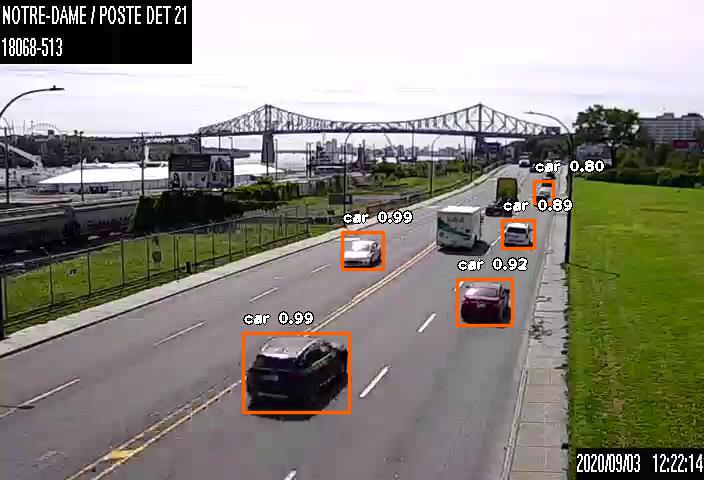 NOTRE-DAME / POSTE DET 21
18068-513
car 0.80
car 0.89
car 0.99
car 0.92
car 0.99
2020/09/03 12:22:14